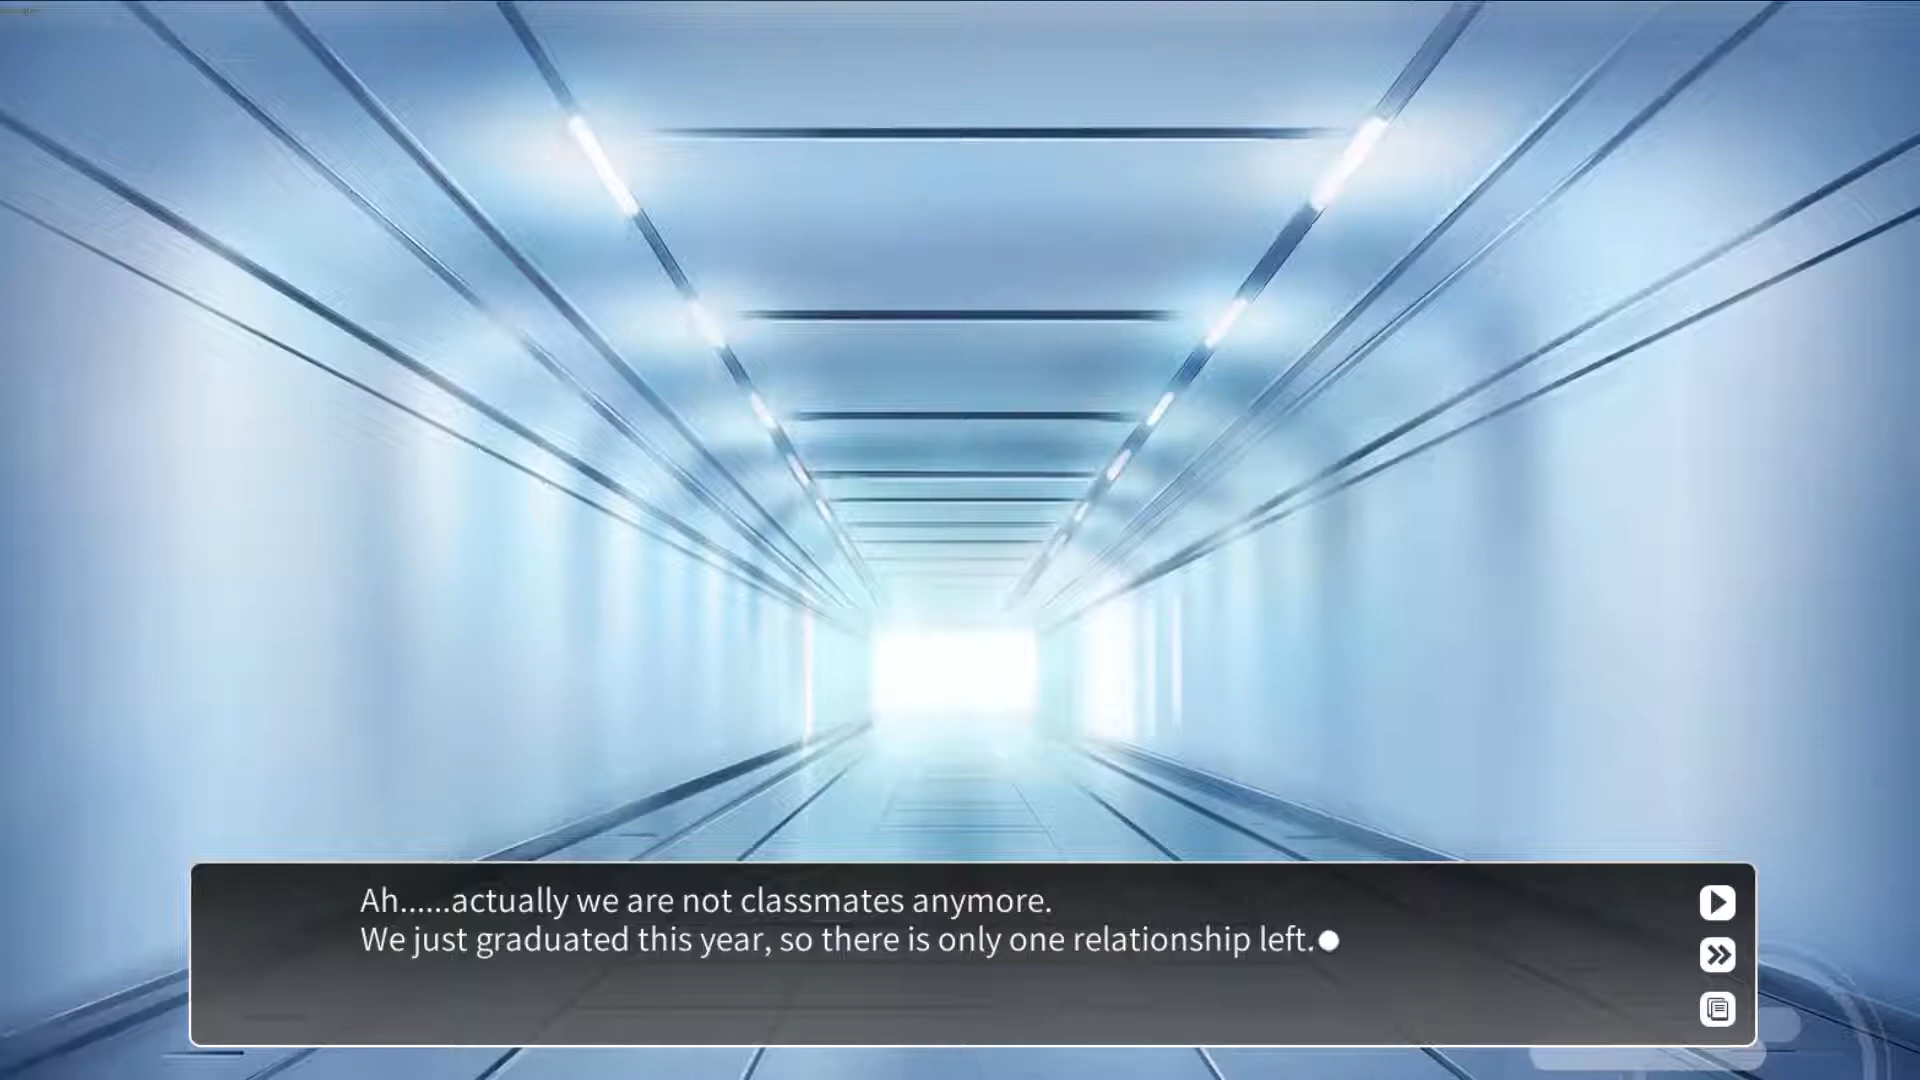 Ah......actually we are not classmates anymore.
We just graduated this year, so there is only one relationship left.